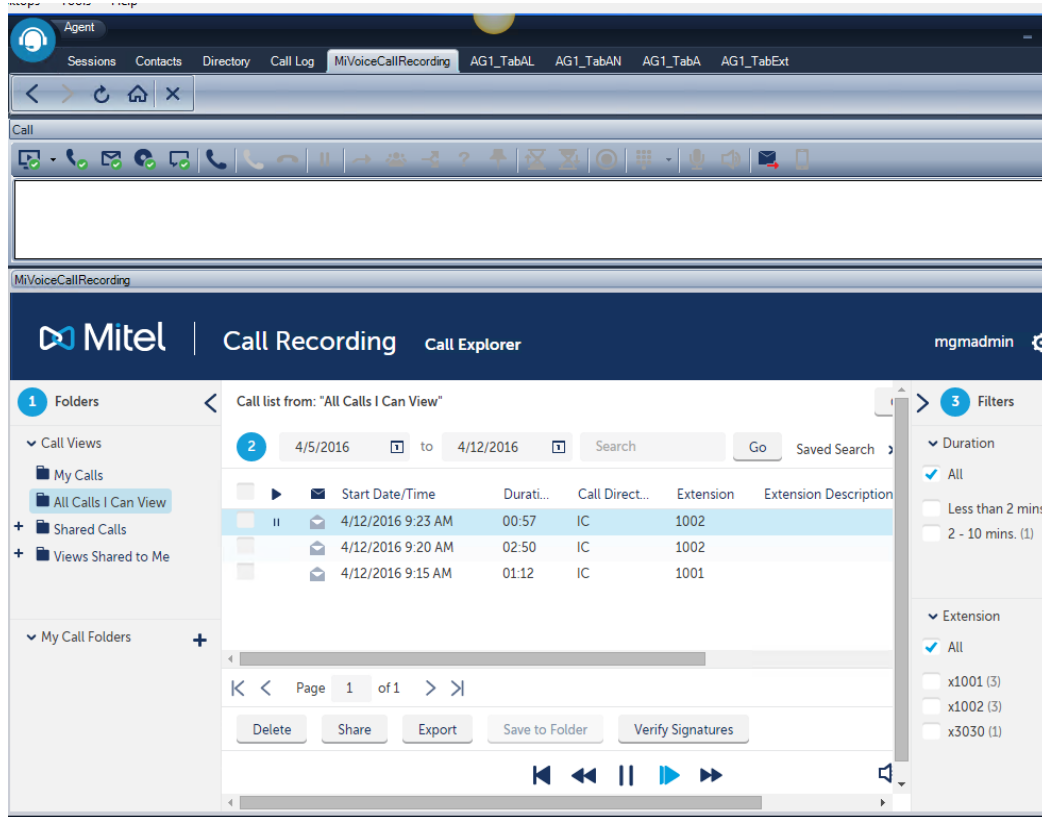 Agent
Sessions Contacts Directory Call Log MiVoiceCallRecording AG1_TabAL AG1_TabAN AG1_TabA AG1_TabExt
Call
MiVoiceCallRecording
Mitel | Call Recording Call Explorer mgmadmin
1 Folders
Call list from: "All Calls I Can View"
3 Filters
Call Views
2 4/5/2016 to 4/12/2016 Search Go Saved Search
Duration
My Calls
All
All Calls I Can View
Start Date/Time Durati... Call Direct... Extension Extension Description
Less than 2 mins
Shared Calls
4/12/2016 9:23 AM 00:57 IC 1002
2 - 10 mins. (1)
Views Shared to Me
4/12/2016 9:20 AM 02:50 IC 1002
4/12/2016 9:15 AM 01:12 IC 1001
Extension
My Call Folders
All
Page 1 of 1
x1001 (3)
x1002 (3)
Delete Share Export Save to Folder Verify Signatures
x3030 (1)